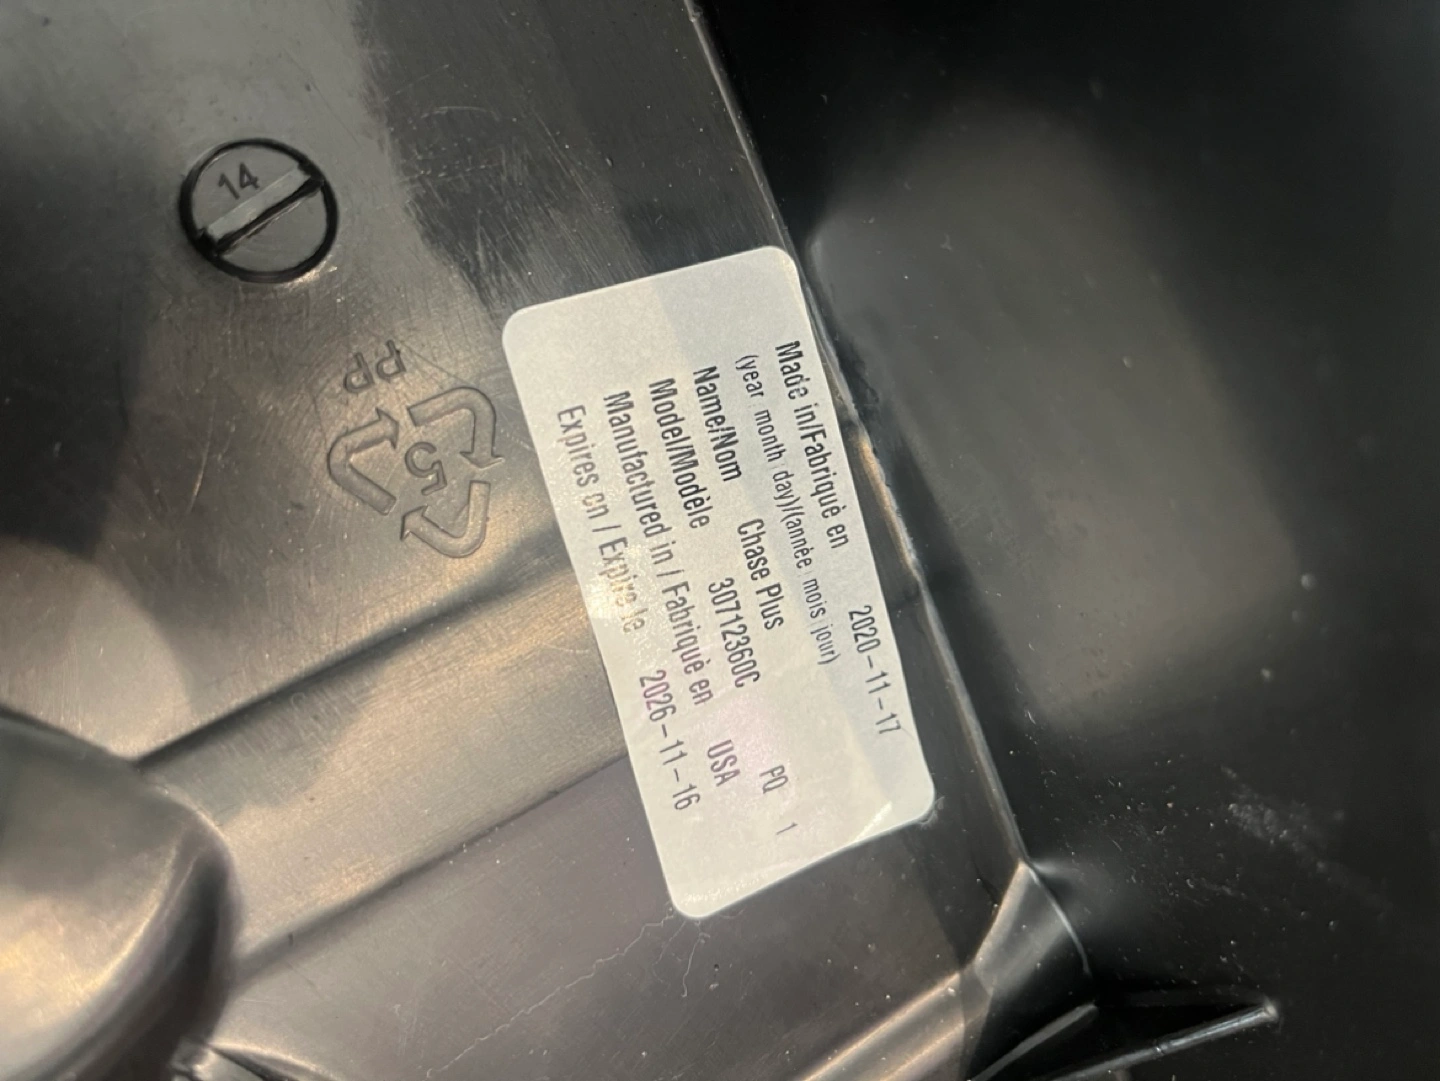 14
PP
5
Made in/Fabriqué en 2020-11-17
(year month day)/(année mois jour)
Name/Nom Chase Plus PQ 1
Model/Modèle 30712360C
Manufactured in / Fabriqué en USA
Expires on / Expire le 2026-11-16